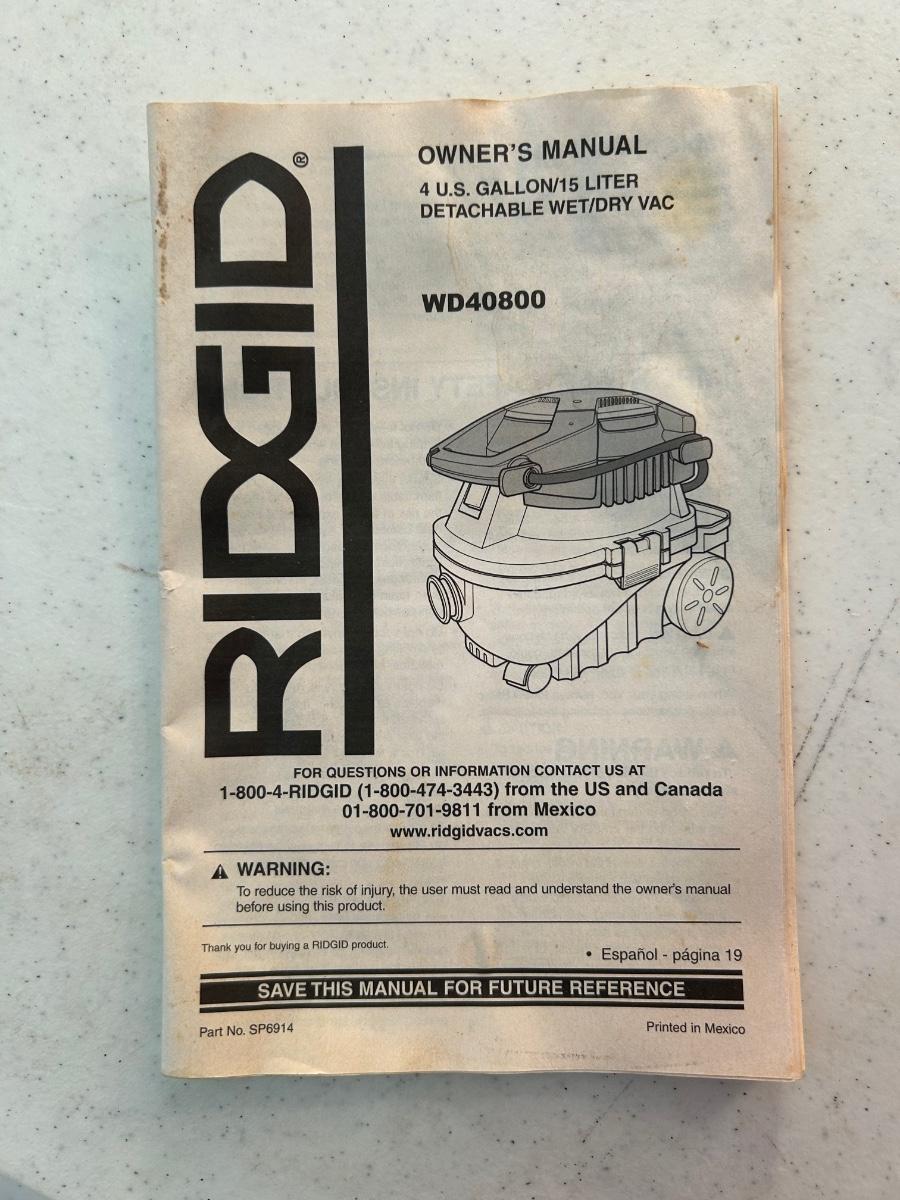 RIDGID®
OWNER'S MANUAL
4 U.S. GALLON/15 LITER
DETACHABLE WET/DRY VAC
WD40800
FOR QUESTIONS OR INFORMATION CONTACT US AT
1-800-4-RIDGID (1-800-474-3443) from the US and Canada
01-800-701-9811 from Mexico
www.ridgidvacs.com
WARNING:
To reduce the risk of injury, the user must read and understand the owner's manual
before using this product.
Thank you for buying a RIDGID product.
• Español - página 19
SAVE THIS MANUAL FOR FUTURE REFERENCE
Part No. SP6914
Printed in Mexico